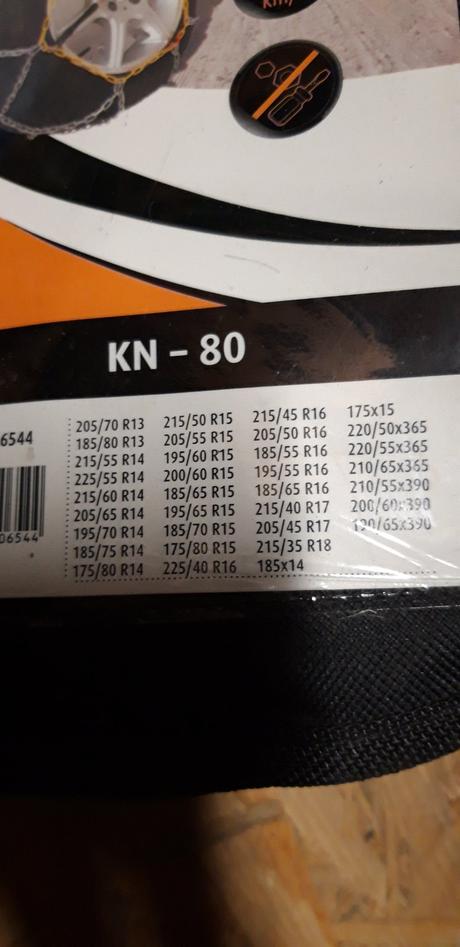 KN – 80
6544
06544
205/70 R13
185/80 R13
215/55 R14
225/55 R14
215/60 R14
205/65 R14
195/70 R14
185/75 R14
175/80 R14
215/50 R15
205/55 R15
195/60 R15
200/60 R15
185/65 R15
195/65 R15
185/70 R15
175/80 R15
225/40 R16
215/45 R16
205/50 R16
185/55 R16
195/55 R16
185/65 R16
215/40 R17
205/45 R17
215/35 R18
185x14
175x15
220/50x365
220/55x365
210/65x365
210/55x390
200/60x390
190/65x390